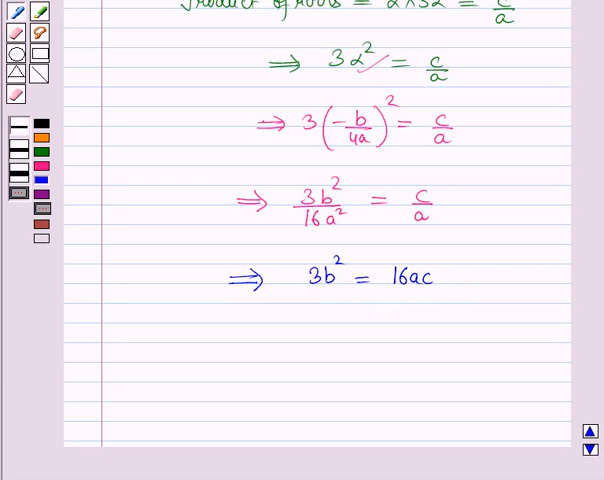 Product of roots = α × 3α = c/a
⇒ 3α² = c/a
⇒ 3(-b/4a)² = c/a
⇒ 3b²/16a² = c/a
⇒ 3b² = 16ac